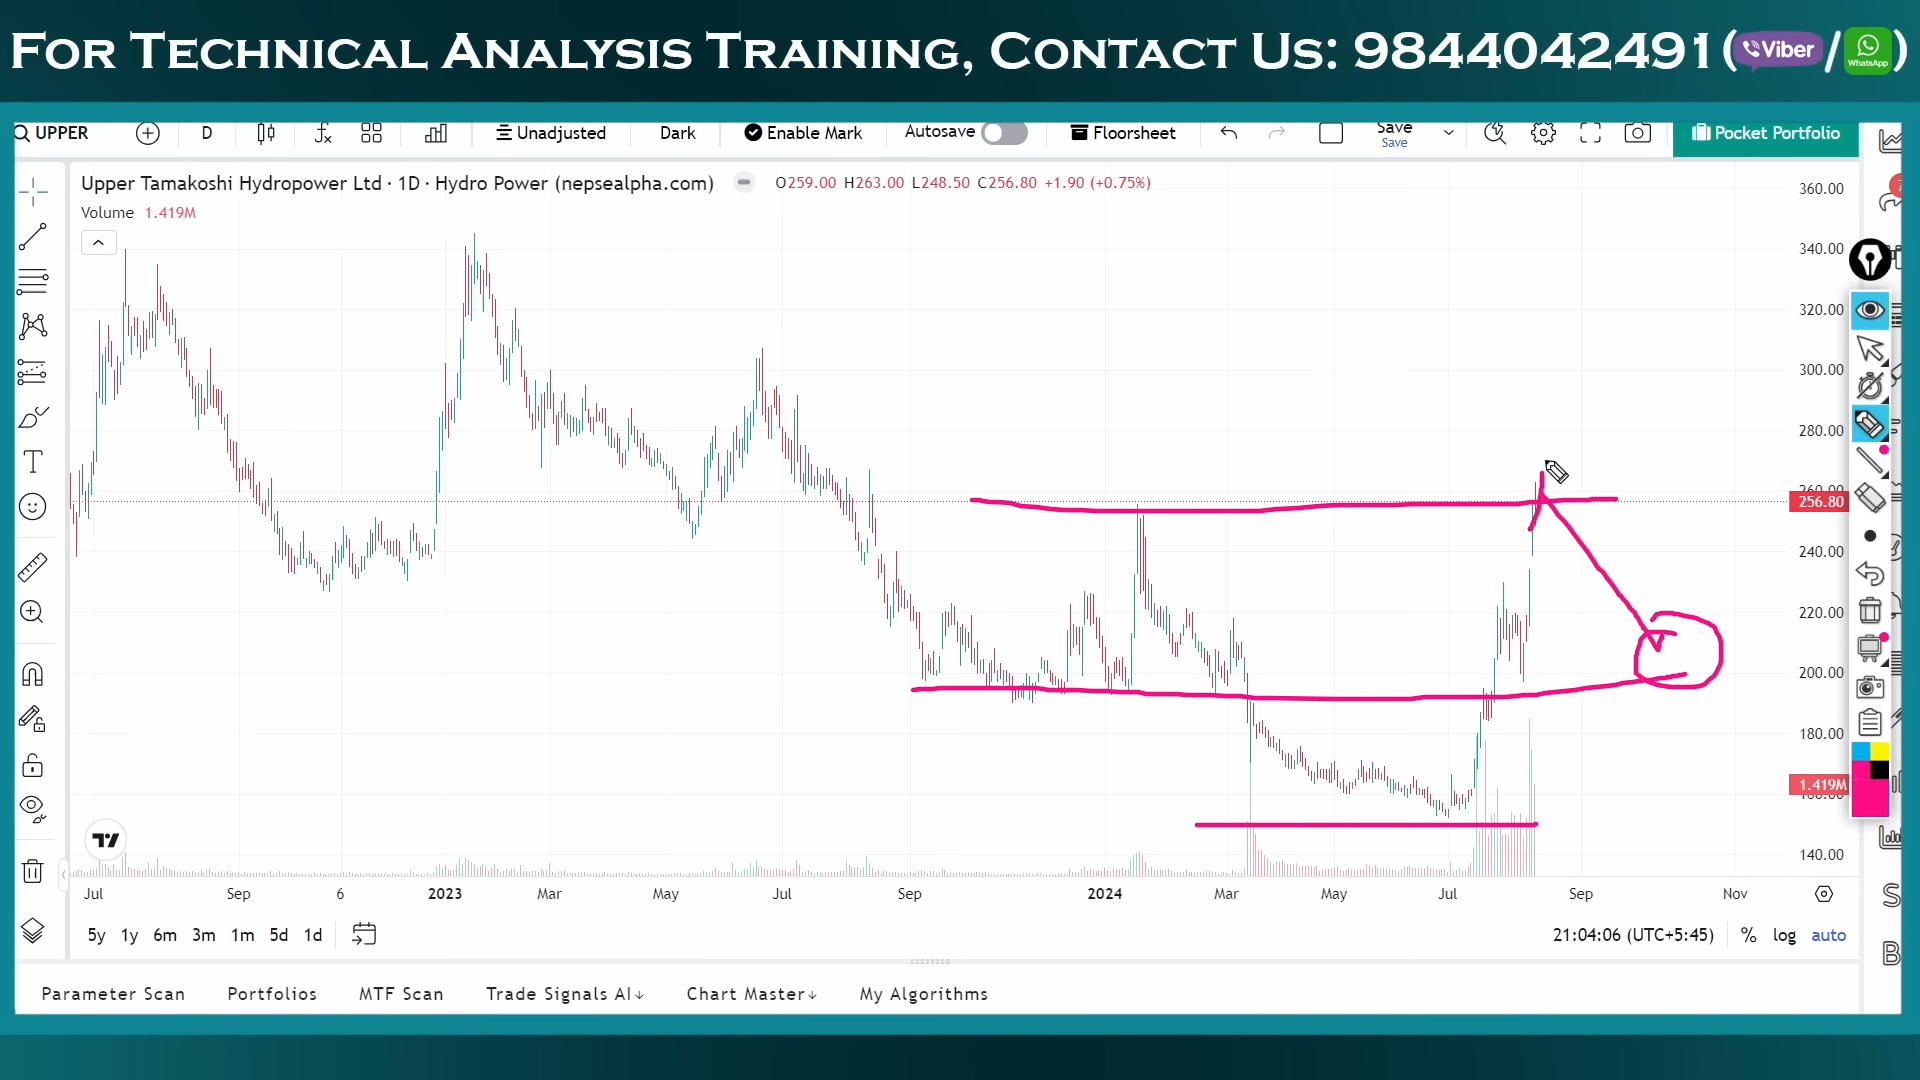 FOR TECHNICAL ANALYSIS TRAINING, CONTACT US: 9844042491 (Viber / WhatsApp)
UPPER D Unadjusted Dark Enable Mark Autosave Floorsheet Save Pocket Portfolio
Save
Upper Tamakoshi Hydropower Ltd · 1D · Hydro Power (nepsealpha.com) O259.00 H263.00 L248.50 C256.80 +1.90 (+0.75%)
Volume 1.419M
360.00
340.00
320.00
300.00
280.00
260.00
256.80
240.00
220.00
200.00
180.00
1.419M
160.00
140.00
Jul Sep 6 2023 Mar May Jul Sep 2024 Mar May Jul Sep Nov
5y 1y 6m 3m 1m 5d 1d 21:04:06 (UTC+5:45) % log auto
Parameter Scan Portfolios MTF Scan Trade Signals AI↓ Chart Master↓ My Algorithms